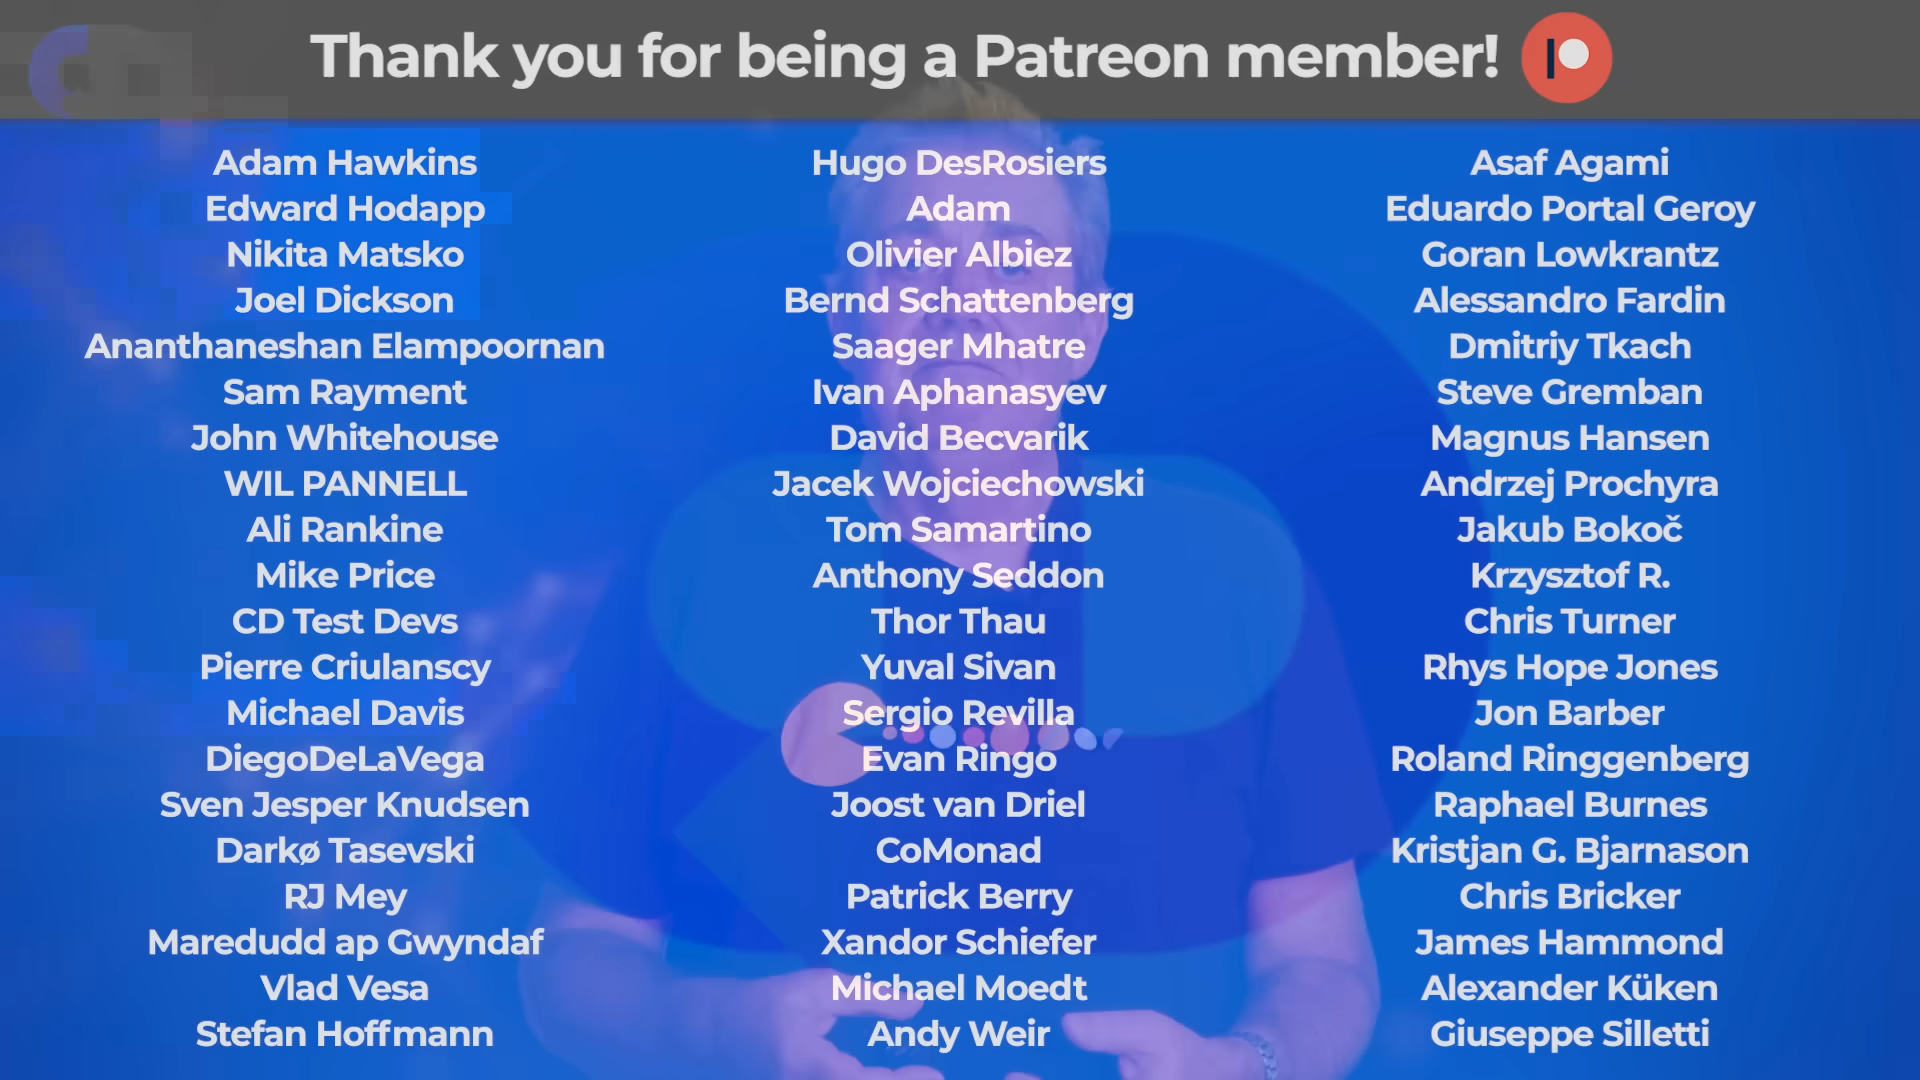 Thank you for being a Patreon member!
Adam Hawkins
Edward Hodapp
Nikita Matsko
Joel Dickson
Ananthaneshan Elampoornan
Sam Rayment
John Whitehouse
WIL PANNELL
Ali Rankine
Mike Price
CD Test Devs
Pierre Criulanscy
Michael Davis
DiegoDeLaVega
Sven Jesper Knudsen
Darkø Tasevski
RJ Mey
Maredudd ap Gwyndaf
Vlad Vesa
Stefan Hoffmann
Hugo DesRosiers
Adam
Olivier Albiez
Bernd Schattenberg
Saager Mhatre
Ivan Aphanasyev
David Becvarik
Jacek Wojciechowski
Tom Samartino
Anthony Seddon
Thor Thau
Yuval Sivan
Sergio Revilla
Evan Ringo
Joost van Driel
CoMonad
Patrick Berry
Xandor Schiefer
Michael Moedt
Andy Weir
Asaf Agami
Eduardo Portal Geroy
Goran Lowkrantz
Alessandro Fardin
Dmitriy Tkach
Steve Gremban
Magnus Hansen
Andrzej Prochyra
Jakub Bokoč
Krzysztof R.
Chris Turner
Rhys Hope Jones
Jon Barber
Roland Ringgenberg
Raphael Burnes
Kristjan G. Bjarnason
Chris Bricker
James Hammond
Alexander Küken
Giuseppe Silletti